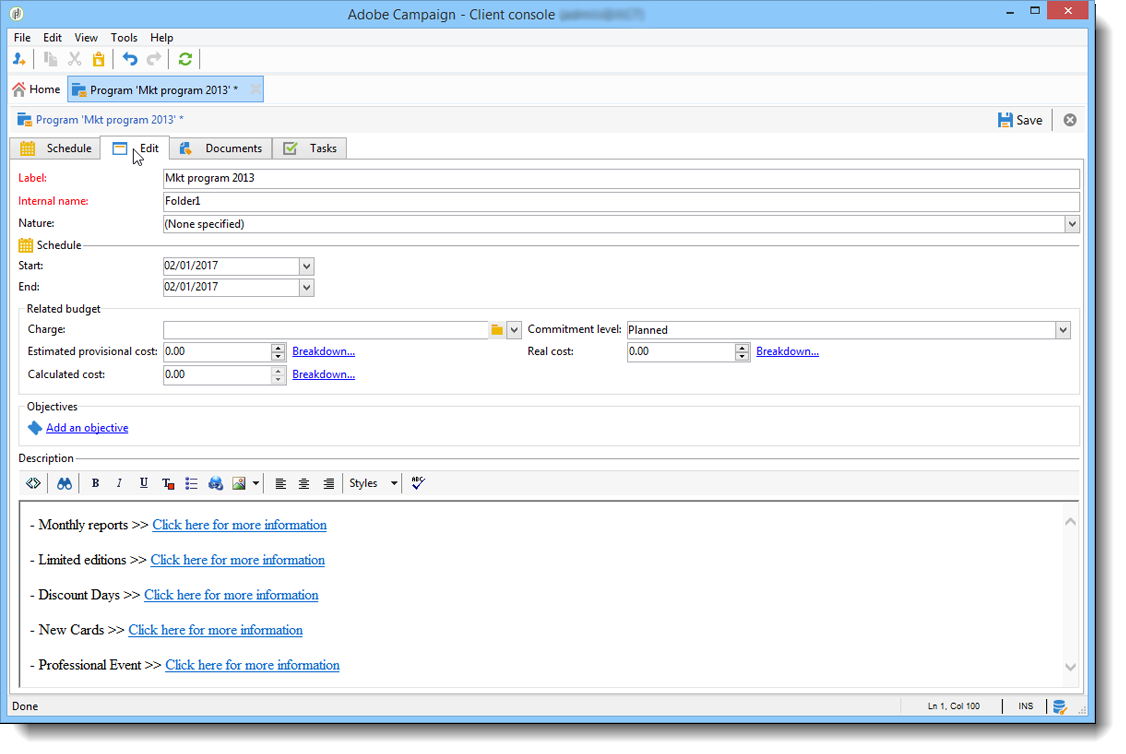 Adobe Campaign - Client console
File Edit View Tools Help
Home Program 'Mkt program 2013' *
Program 'Mkt program 2013' * Save
Schedule Edit Documents Tasks
Label: Mkt program 2013
Internal name: Folder1
Nature: (None specified)
Schedule
Start: 02/01/2017
End: 02/01/2017
Related budget
Charge: Commitment level: Planned
Estimated provisional cost: 0.00 Breakdown... Real cost: 0.00 Breakdown...
Calculated cost: 0.00 Breakdown...
Objectives
Add an objective
Description
B I U T Styles ABC
- Monthly reports >> Click here for more information
- Limited editions >> Click here for more information
- Discount Days >> Click here for more information
- New Cards >> Click here for more information
- Professional Event >> Click here for more information
Done Ln 1, Col 100 INS